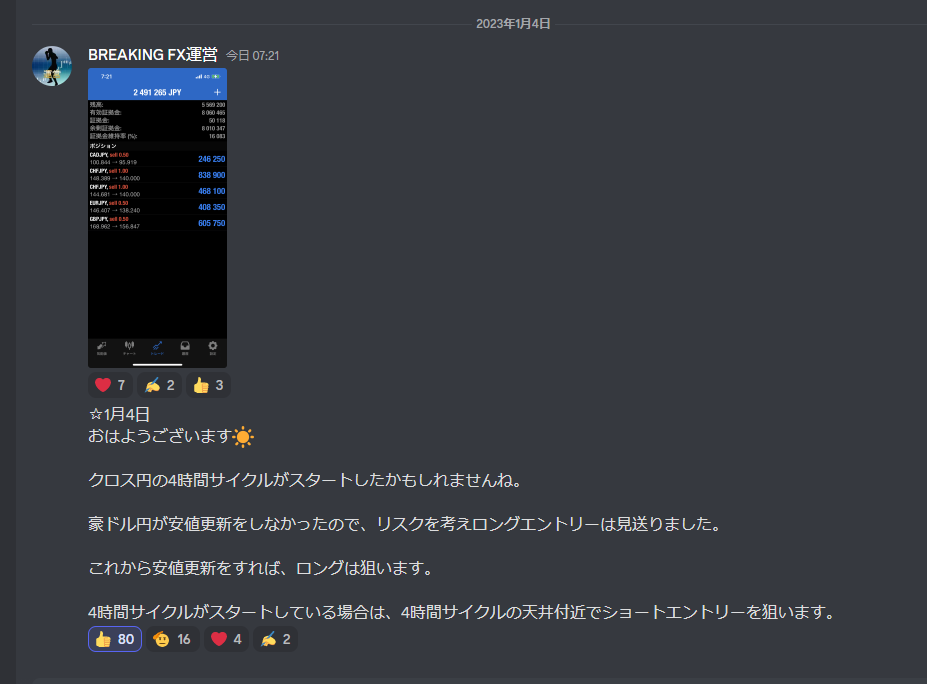 2023年1月4日
BREAKING FX運営 今日 07:21
運営
7:21 4G
2 491 265 JPY +
残高: 5 569 200
有効証拠金: 8 060 465
証拠金: 50 118
余剰証拠金: 8 010 347
証拠金維持率 (%): 16 083
ポジション
CADJPY, sell 0.50
100.844 → 95.919 246 250
CHFJPY, sell 1.00
148.389 → 140.000 838 900
CHFJPY, sell 1.00
144.681 → 140.000 468 100
EURJPY, sell 0.50
146.407 → 138.240 408 350
GBPJPY, sell 0.50
168.962 → 156.847 605 750
チャート トレード 設定
7 2 3
☆1月4日
おはようございます☀️
クロス円の4時間サイクルがスタートしたかもしれませんね。
豪ドル円が安値更新をしなかったので、リスクを考えロングエントリーは見送りました。
これから安値更新をすれば、ロングは狙います。
4時間サイクルがスタートしている場合は、4時間サイクルの天井付近でショートエントリーを狙います。
80 16 4 2